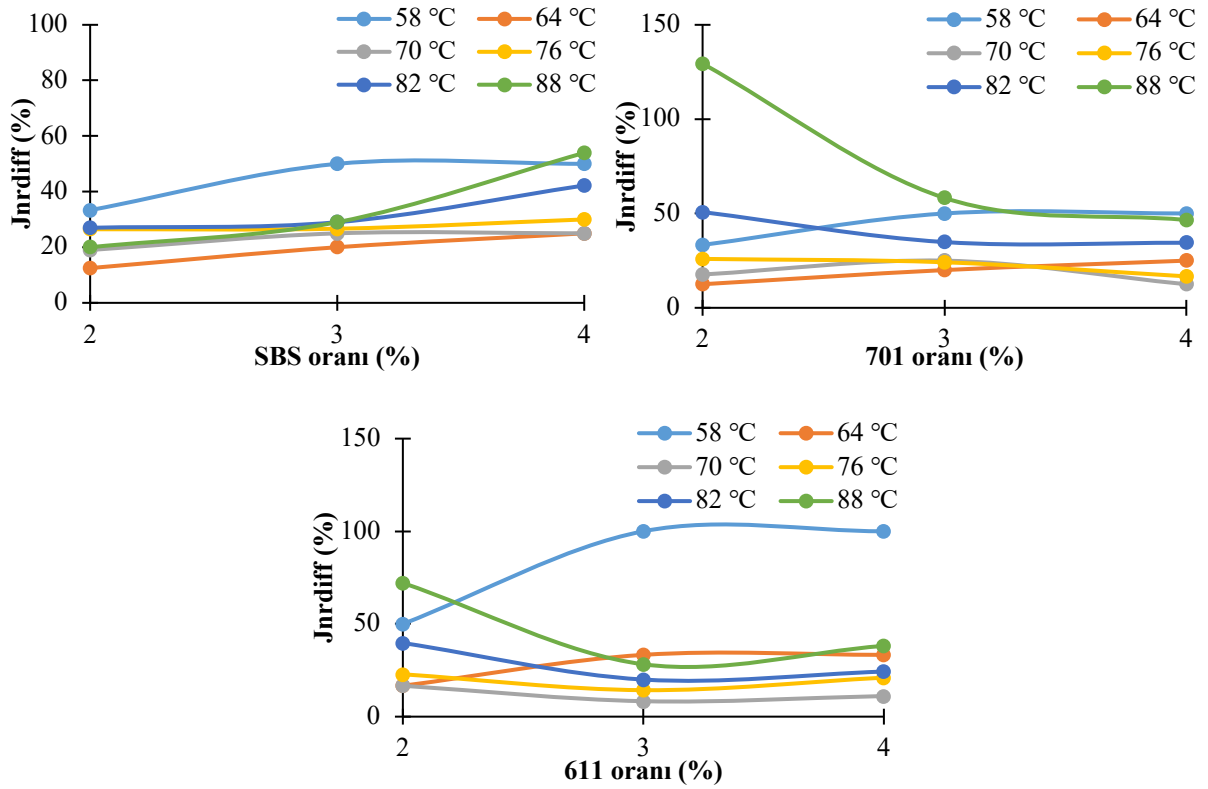 58 ℃ 64 ℃
70 ℃ 76 ℃
82 ℃ 88 ℃
Jnrdiff (%)
100
80
60
40
20
0
2 3 4
SBS oranı (%)
58 ℃ 64 ℃
70 ℃ 76 ℃
82 ℃ 88 ℃
Jnrdiff (%)
150
100
50
0
2 3 4
701 oranı (%)
58 ℃ 64 ℃
70 ℃ 76 ℃
82 ℃ 88 ℃
Jnrdiff (%)
150
100
50
0
2 3 4
611 oranı (%)